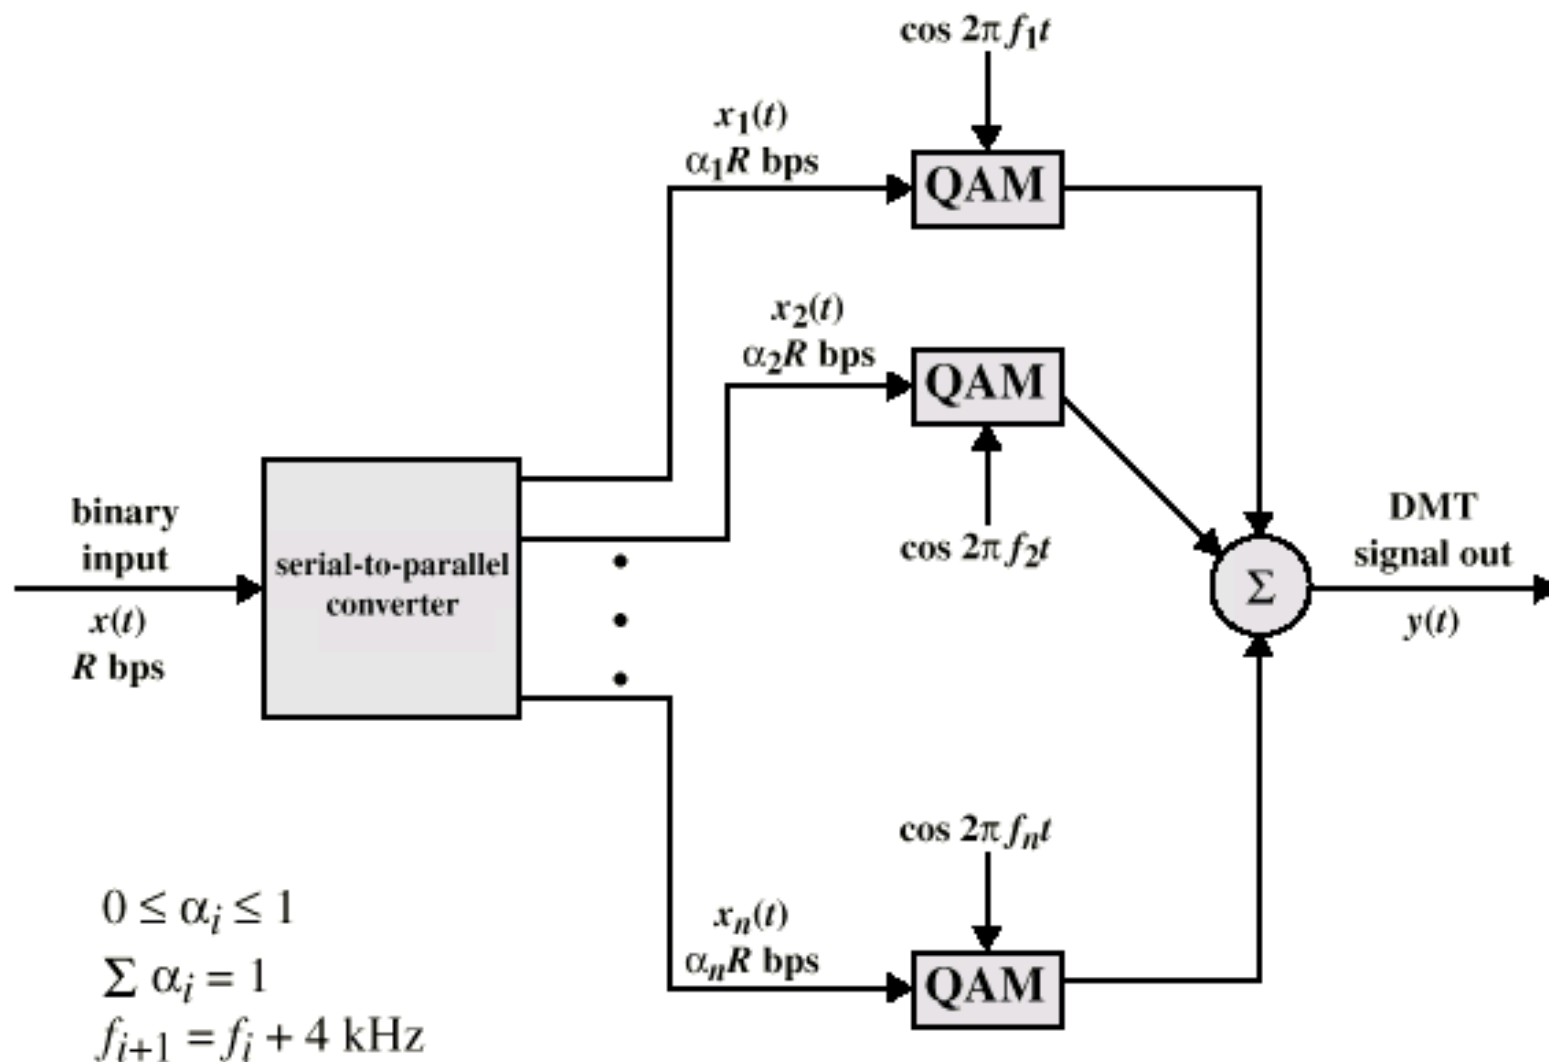 cos 2π f₁t
x₁(t)
α₁R bps
QAM
x₂(t)
α₂R bps
QAM
cos 2π f₂t
binary
input
x(t)
R bps
serial-to-parallel
converter
Σ
DMT
signal out
y(t)
cos 2π fₙt
xₙ(t)
αₙR bps
QAM
0 ≤ αᵢ ≤ 1
Σ αᵢ = 1
fᵢ₊₁ = fᵢ + 4 kHz